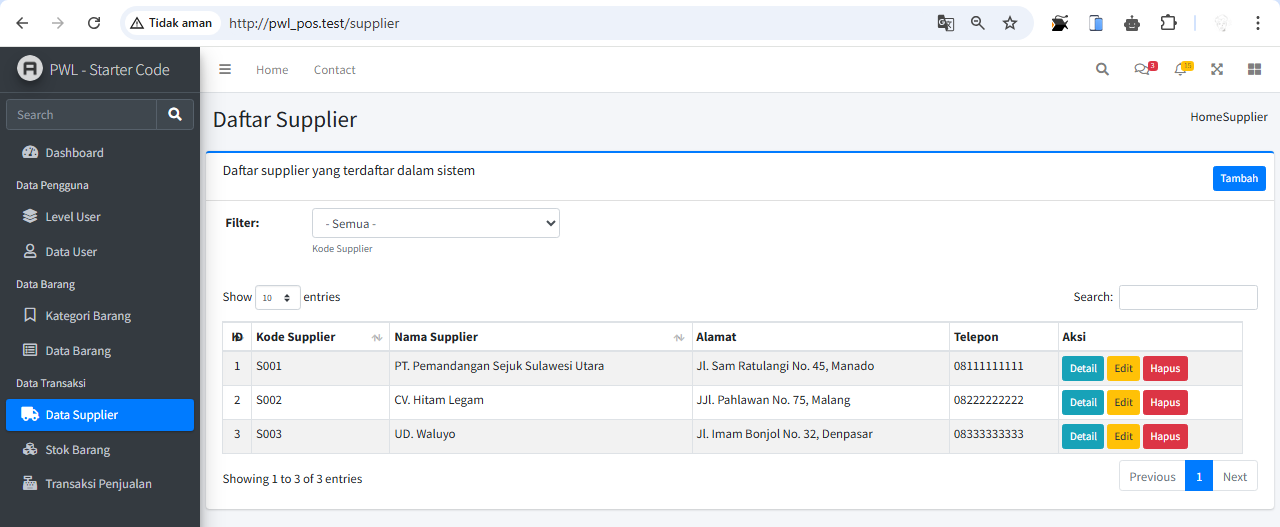 Tidak aman http://pwl_pos.test/supplier
PWL - Starter Code
Home Contact
3
15
Search
Daftar Supplier
HomeSupplier
Dashboard
Data Pengguna
Level User
Data User
Data Barang
Kategori Barang
Data Barang
Data Transaksi
Data Supplier
Stok Barang
Transaksi Penjualan
Daftar supplier yang terdaftar dalam sistem
Tambah
Filter: - Semua -
Kode Supplier
Show 10 entries Search:
ID Kode Supplier Nama Supplier Alamat Telepon Aksi
1 S001 PT. Pemandangan Sejuk Sulawesi Utara Jl. Sam Ratulangi No. 45, Manado 08111111111 Detail Edit Hapus
2 S002 CV. Hitam Legam JJl. Pahlawan No. 75, Malang 08222222222 Detail Edit Hapus
3 S003 UD. Waluyo Jl. Imam Bonjol No. 32, Denpasar 08333333333 Detail Edit Hapus
Showing 1 to 3 of 3 entries Previous 1 Next